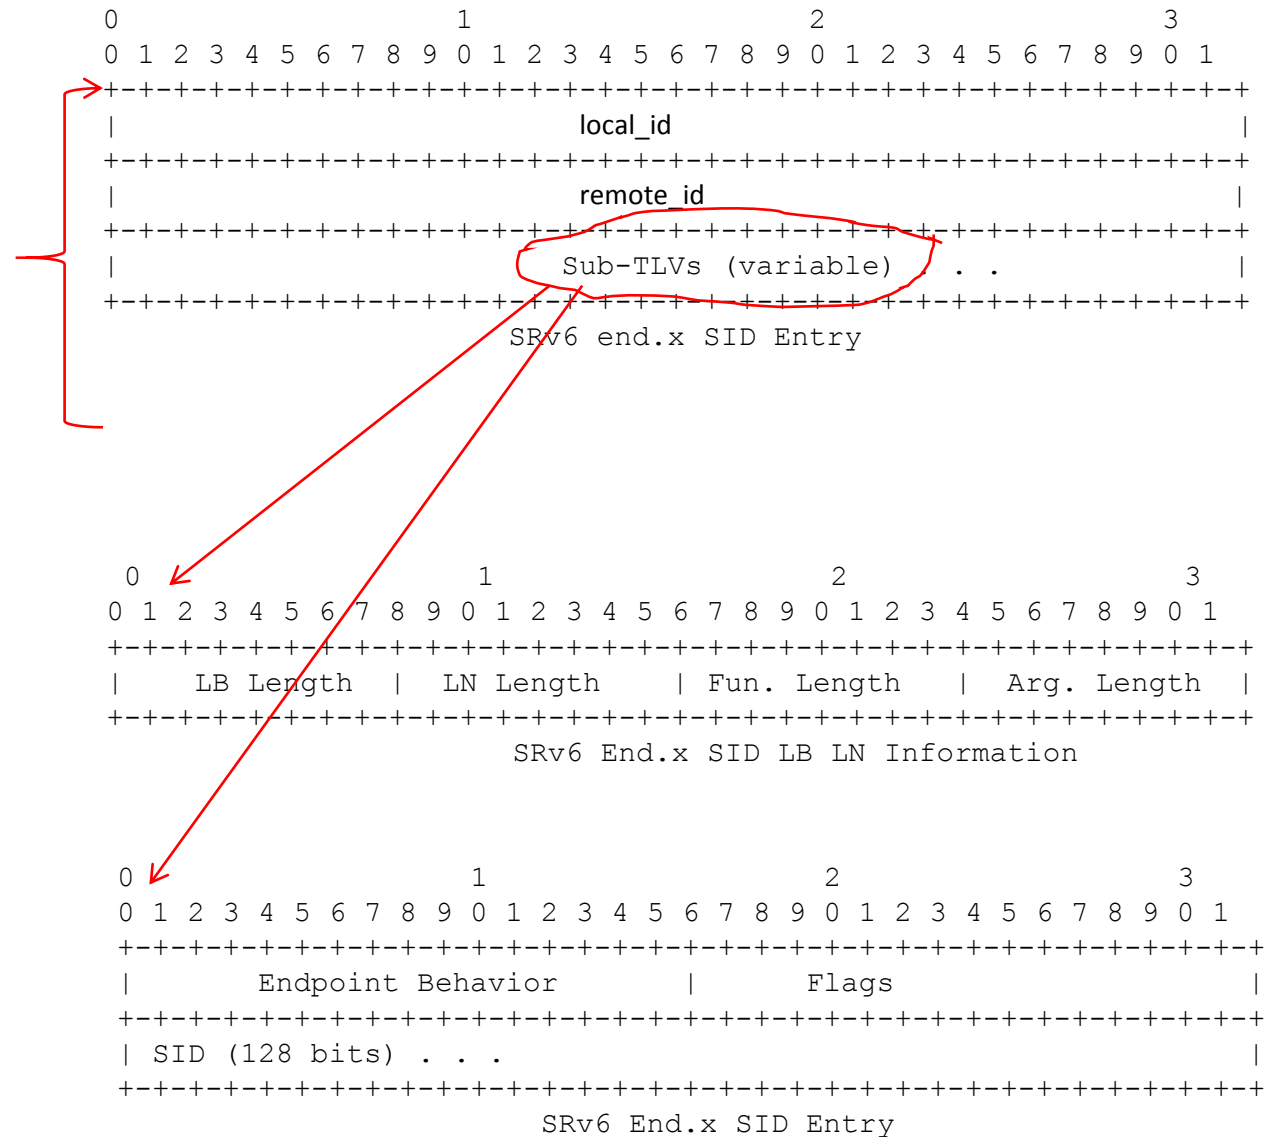 0                   1                   2                   3
0 1 2 3 4 5 6 7 8 9 0 1 2 3 4 5 6 7 8 9 0 1 2 3 4 5 6 7 8 9 0 1
+-+-+-+-+-+-+-+-+-+-+-+-+-+-+-+-+-+-+-+-+-+-+-+-+-+-+-+-+-+-+-+-+
| local_id |
+-+-+-+-+-+-+-+-+-+-+-+-+-+-+-+-+-+-+-+-+-+-+-+-+-+-+-+-+-+-+-+-+
| remote_id |
+-+-+-+-+-+-+-+-+-+-+-+-+-+-+-+-+-+-+-+-+-+-+-+-+-+-+-+-+-+-+-+-+
| Sub-TLVs (variable) . . . |
+-+-+-+-+-+-+-+-+-+-+-+-+-+-+-+-+-+-+-+-+-+-+-+-+-+-+-+-+-+-+-+-+
SRv6 end.x SID Entry
0                   1                   2                   3
0 1 2 3 4 5 6 7 8 9 0 1 2 3 4 5 6 7 8 9 0 1 2 3 4 5 6 7 8 9 0 1
+-+-+-+-+-+-+-+-+-+-+-+-+-+-+-+-+-+-+-+-+-+-+-+-+-+-+-+-+-+-+-+-+
| LB Length | LN Length | Fun. Length | Arg. Length |
+-+-+-+-+-+-+-+-+-+-+-+-+-+-+-+-+-+-+-+-+-+-+-+-+-+-+-+-+-+-+-+-+
SRv6 End.x SID LB LN Information
0                   1                   2                   3
0 1 2 3 4 5 6 7 8 9 0 1 2 3 4 5 6 7 8 9 0 1 2 3 4 5 6 7 8 9 0 1
+-+-+-+-+-+-+-+-+-+-+-+-+-+-+-+-+-+-+-+-+-+-+-+-+-+-+-+-+-+-+-+-+
| Endpoint Behavior | Flags |
+-+-+-+-+-+-+-+-+-+-+-+-+-+-+-+-+-+-+-+-+-+-+-+-+-+-+-+-+-+-+-+-+
| SID (128 bits) . . . |
+-+-+-+-+-+-+-+-+-+-+-+-+-+-+-+-+-+-+-+-+-+-+-+-+-+-+-+-+-+-+-+-+
SRv6 End.x SID Entry